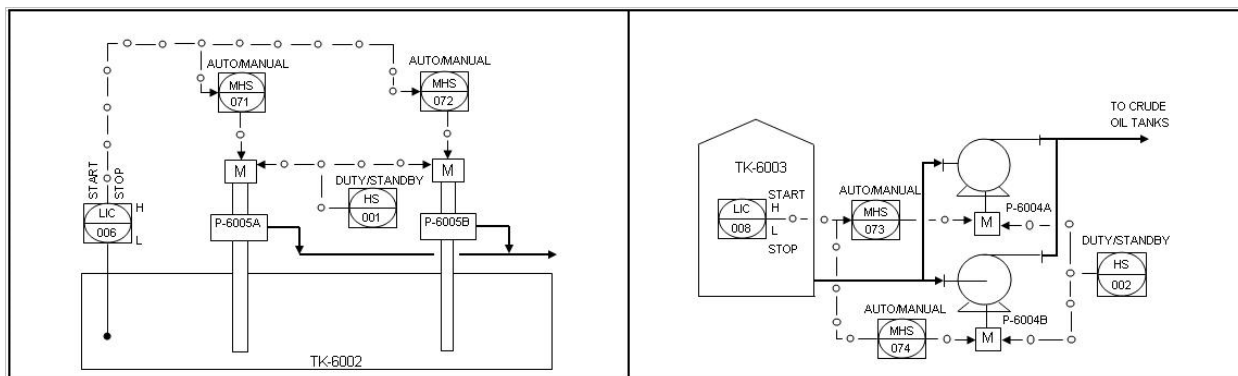 AUTO/MANUAL
MHS
071
AUTO/MANUAL
MHS
072
START
STOP
LIC
006
H
L
M
M
DUTY/STANDBY
HS
001
P-6005A
P-6005B
TK-6002
TO CRUDE
OIL TANKS
TK-6003
LIC
008
START
H
L
STOP
AUTO/MANUAL
MHS
073
M
P-6004A
DUTY/STANDBY
HS
002
AUTO/MANUAL
MHS
074
M
P-6004B